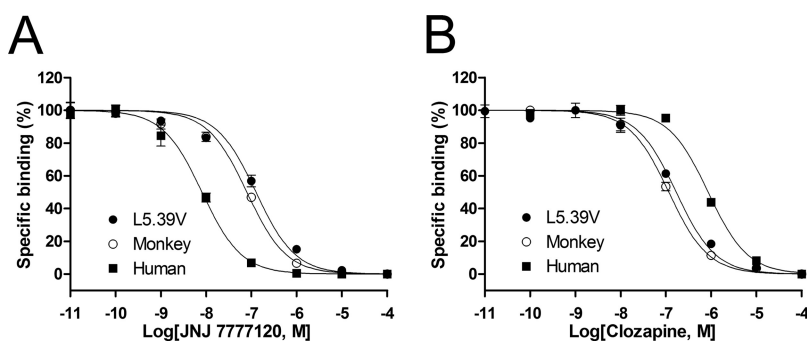 A
Specific binding (%)
120
100
80
60
40
20
0
L5.39V
Monkey
Human
-11 -10 -9 -8 -7 -6 -5 -4
Log[JNJ 7777120, M]
B
Specific binding (%)
120
100
80
60
40
20
0
L5.39V
Monkey
Human
-11 -10 -9 -8 -7 -6 -5 -4
Log[Clozapine, M]